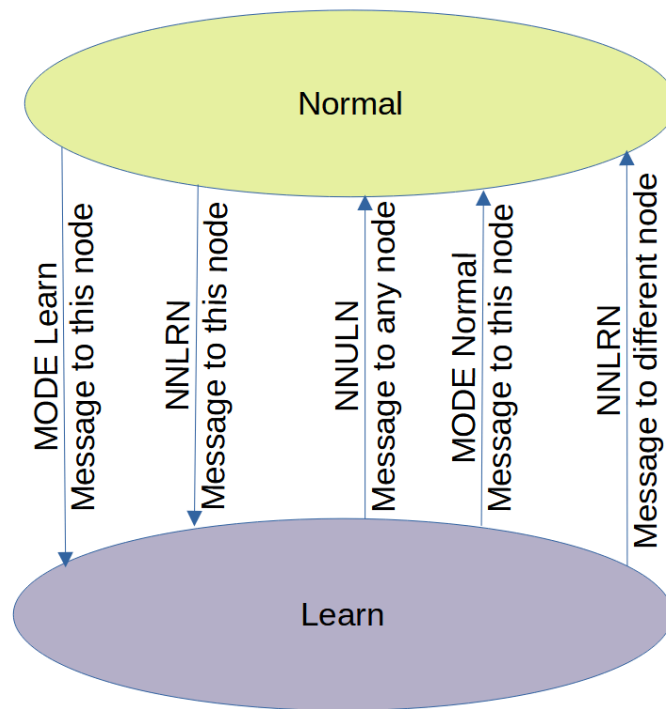 Normal
MODE Learn
Message to this node
NNLRN
Message to this node
NNULN
Message to any node
MODE Normal
Message to this node
NNLRN
Message to different node
Learn